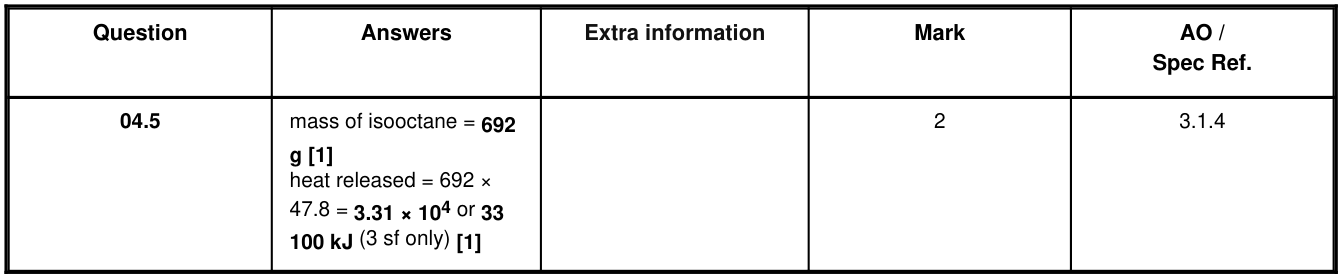 Question
Answers
Extra information
Mark
AO /
Spec Ref.
04.5
mass of isooctane = 692
g [1]
heat released = 692 ×
47.8 = 3.31 × 10⁴ or 33
100 kJ (3 sf only) [1]
2
3.1.4